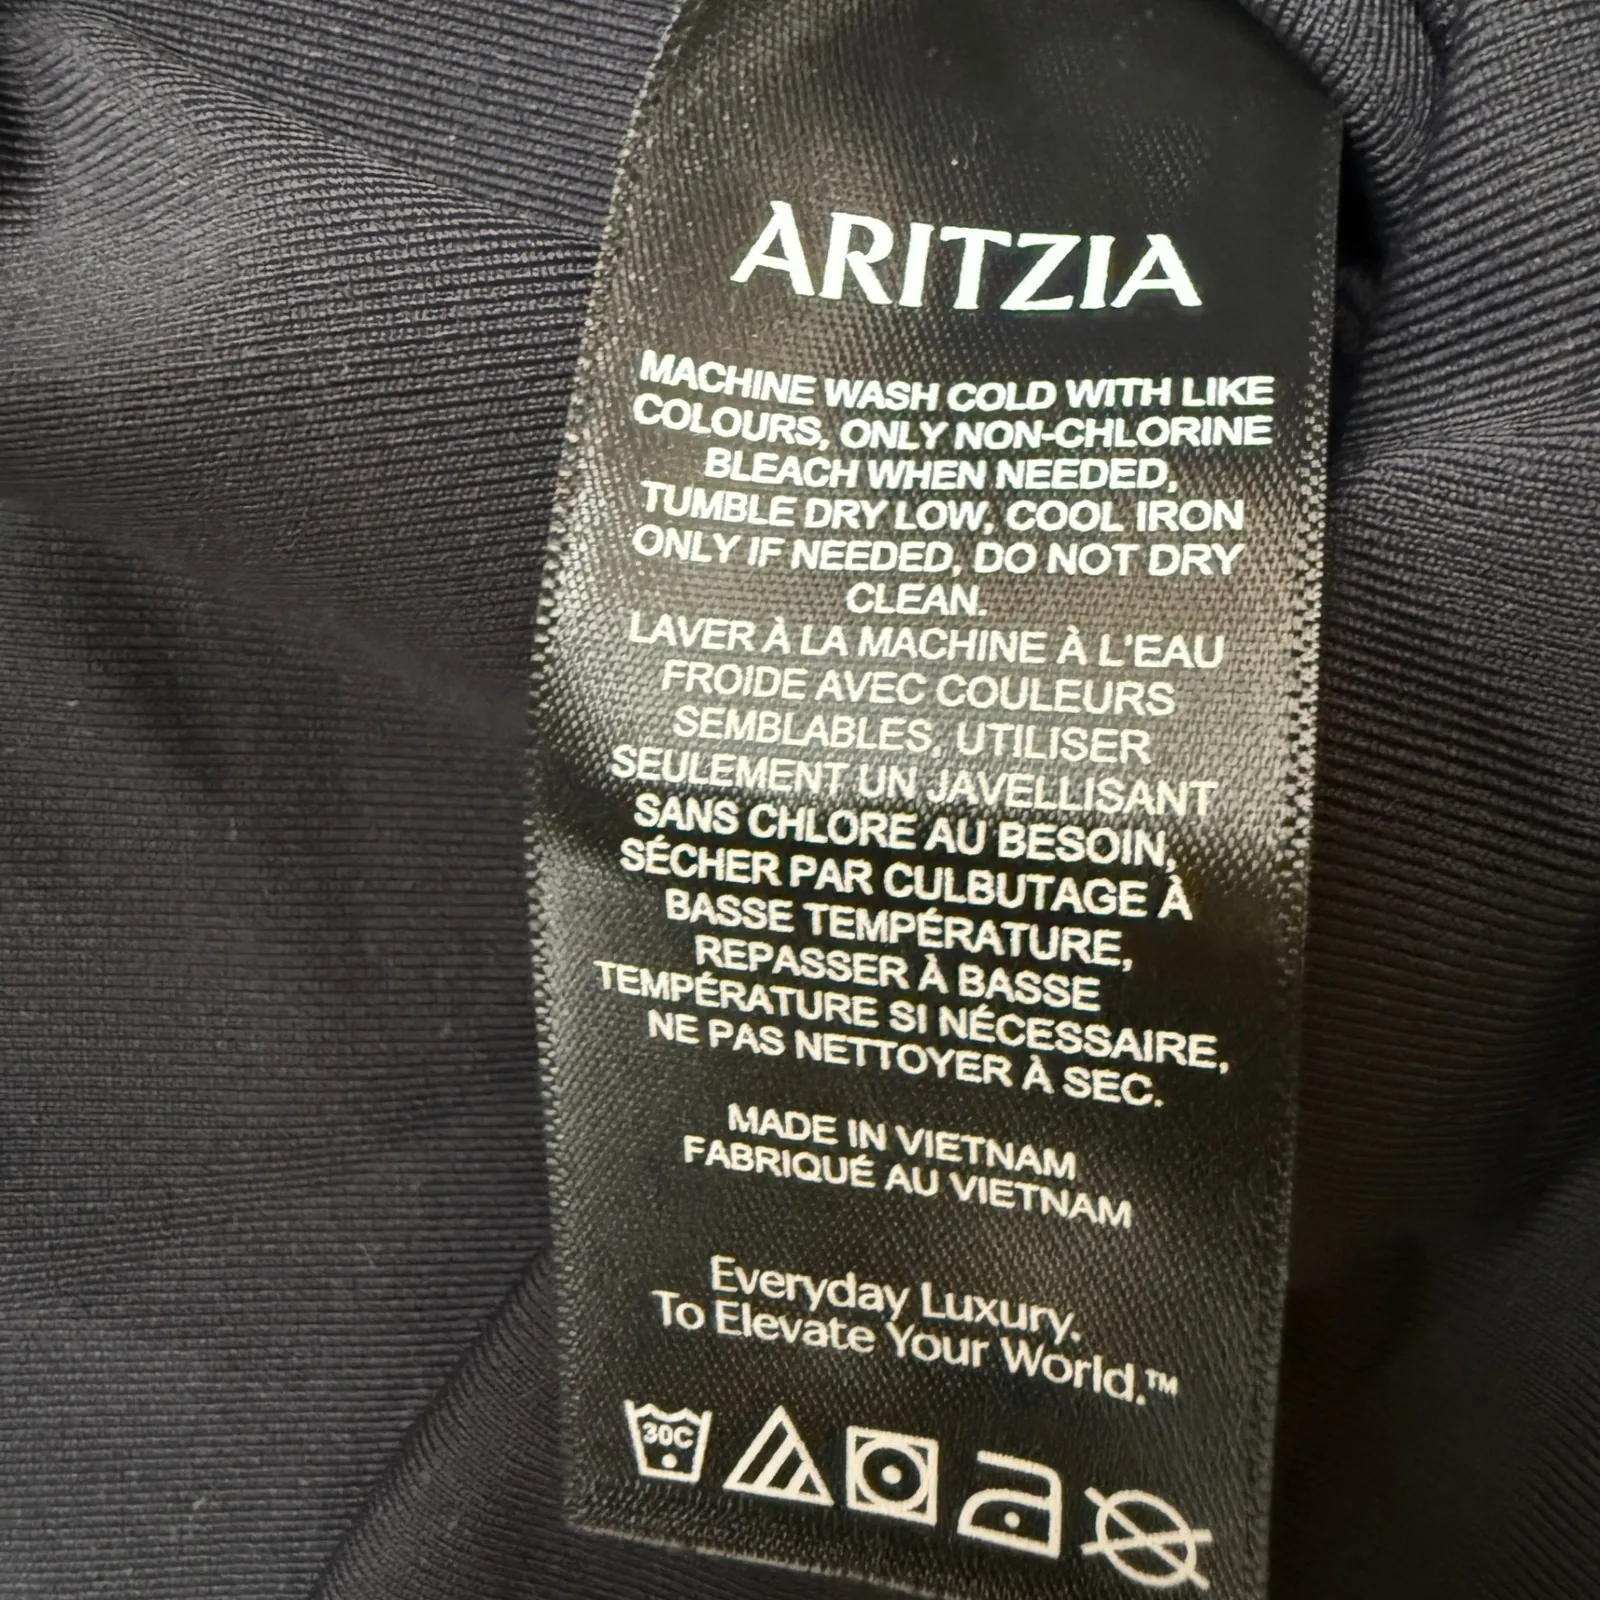 ARITZIA
MACHINE WASH COLD WITH LIKE
COLOURS, ONLY NON-CHLORINE
BLEACH WHEN NEEDED,
TUMBLE DRY LOW, COOL IRON
ONLY IF NEEDED, DO NOT DRY
CLEAN.
LAVER À LA MACHINE À L'EAU
FROIDE AVEC COULEURS
SEMBLABLES, UTILISER
SEULEMENT UN JAVELLISANT
SANS CHLORE AU BESOIN,
SÉCHER PAR CULBUTAGE À
BASSE TEMPÉRATURE,
REPASSER À BASSE
TEMPÉRATURE SI NÉCESSAIRE,
NE PAS NETTOYER À SEC.
MADE IN VIETNAM
FABRIQUÉ AU VIETNAM
Everyday Luxury.
To Elevate Your World.™
30C